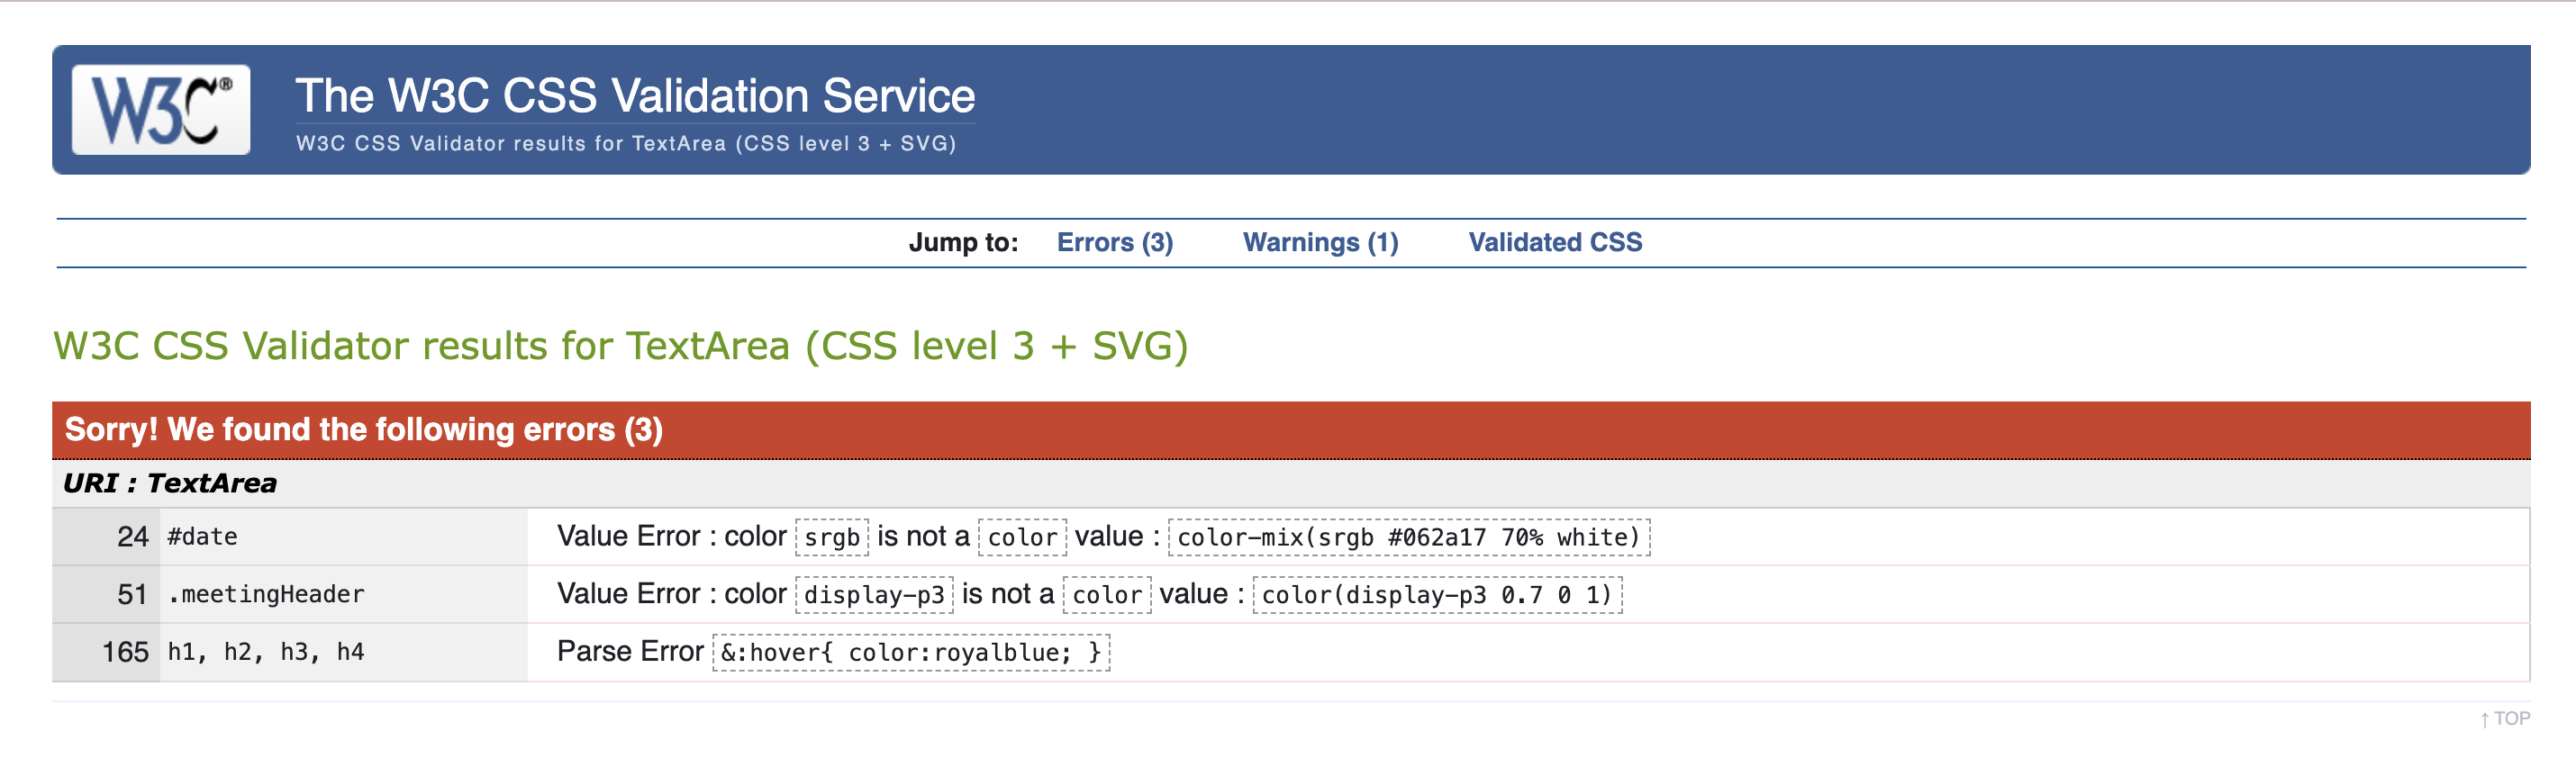 W3C®
The W3C CSS Validation Service
W3C CSS Validator results for TextArea (CSS level 3 + SVG)
Jump to: Errors (3) Warnings (1) Validated CSS
W3C CSS Validator results for TextArea (CSS level 3 + SVG)
Sorry! We found the following errors (3)
URI : TextArea
24 #date Value Error : color srgb is not a color value : color-mix(srgb #062a17 70% white)
51 .meetingHeader Value Error : color display-p3 is not a color value : color(display-p3 0.7 0 1)
165 h1, h2, h3, h4 Parse Error &:hover{ color:royalblue; }
↑ TOP